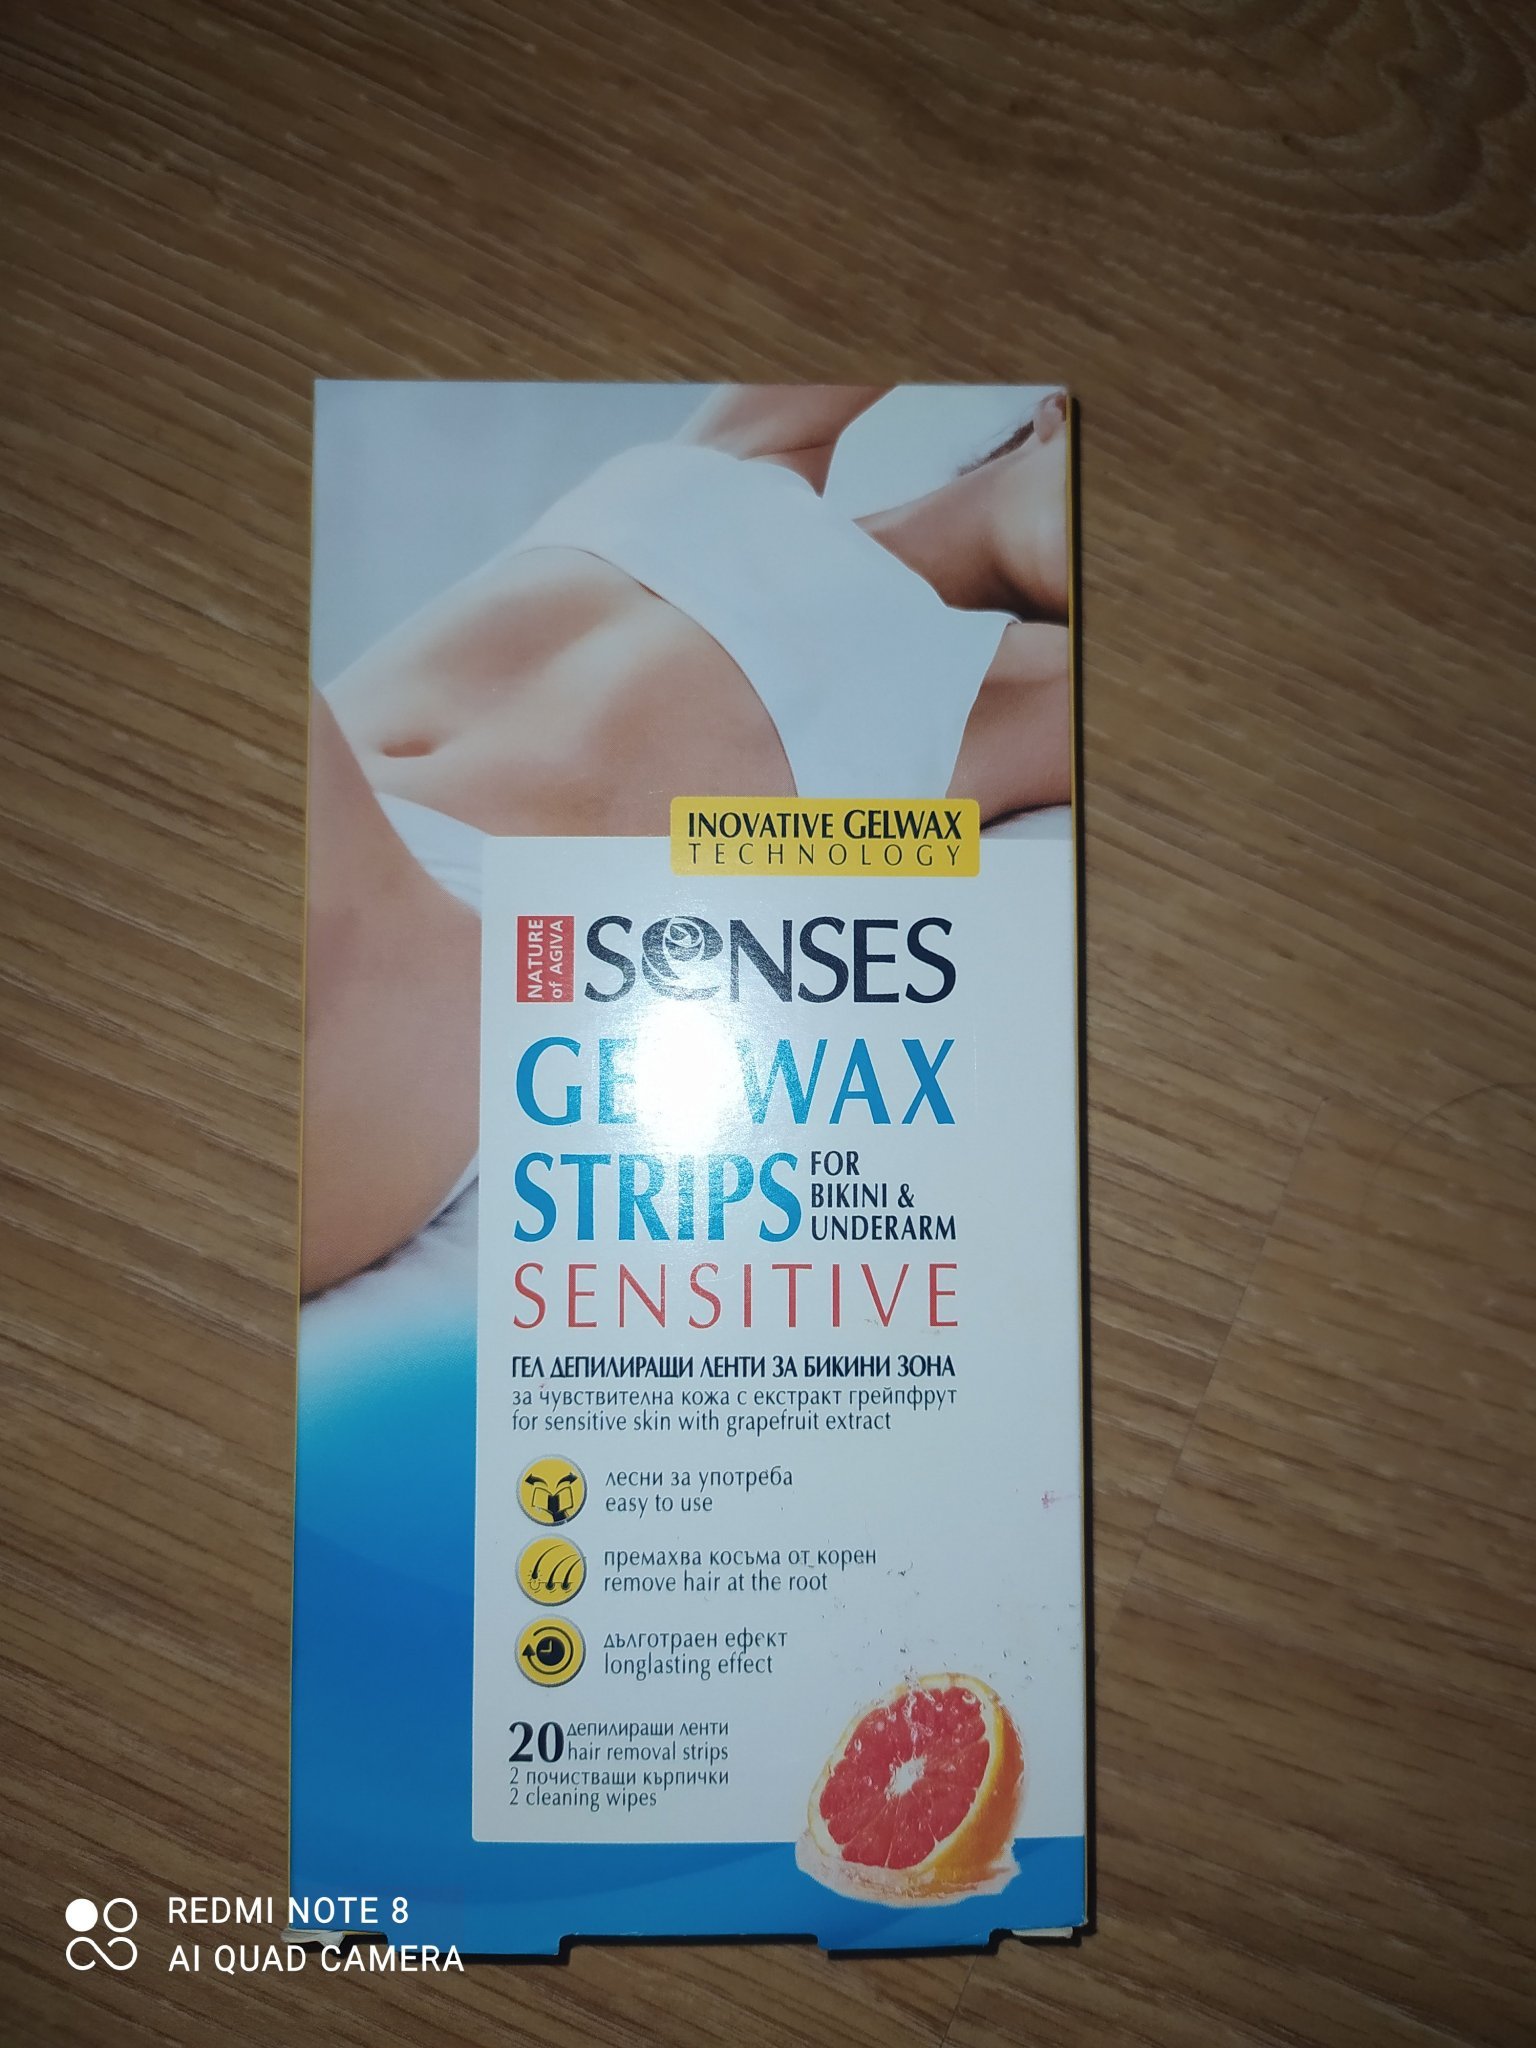 INOVATIVE GELWAX
TECHNOLOGY
NATURE
of AGIVA
SENSES
GELWAX
STRIPS
FOR
BIKINI &
UNDERARM
SENSITIVE
ГЕЛ ДЕПИЛИРАЩИ ЛЕНТИ ЗА БИКИНИ ЗОНА
за чувствителна кожа с екстракт грейпфрут
for sensitive skin with grapefruit extract
лесни за употреба
easy to use
премахва косъма от корен
remove hair at the root
дълготраен ефект
longlasting effect
20 депилиращи ленти
hair removal strips
2 почистващи кърпички
2 cleaning wipes
REDMI NOTE 8
AI QUAD CAMERA